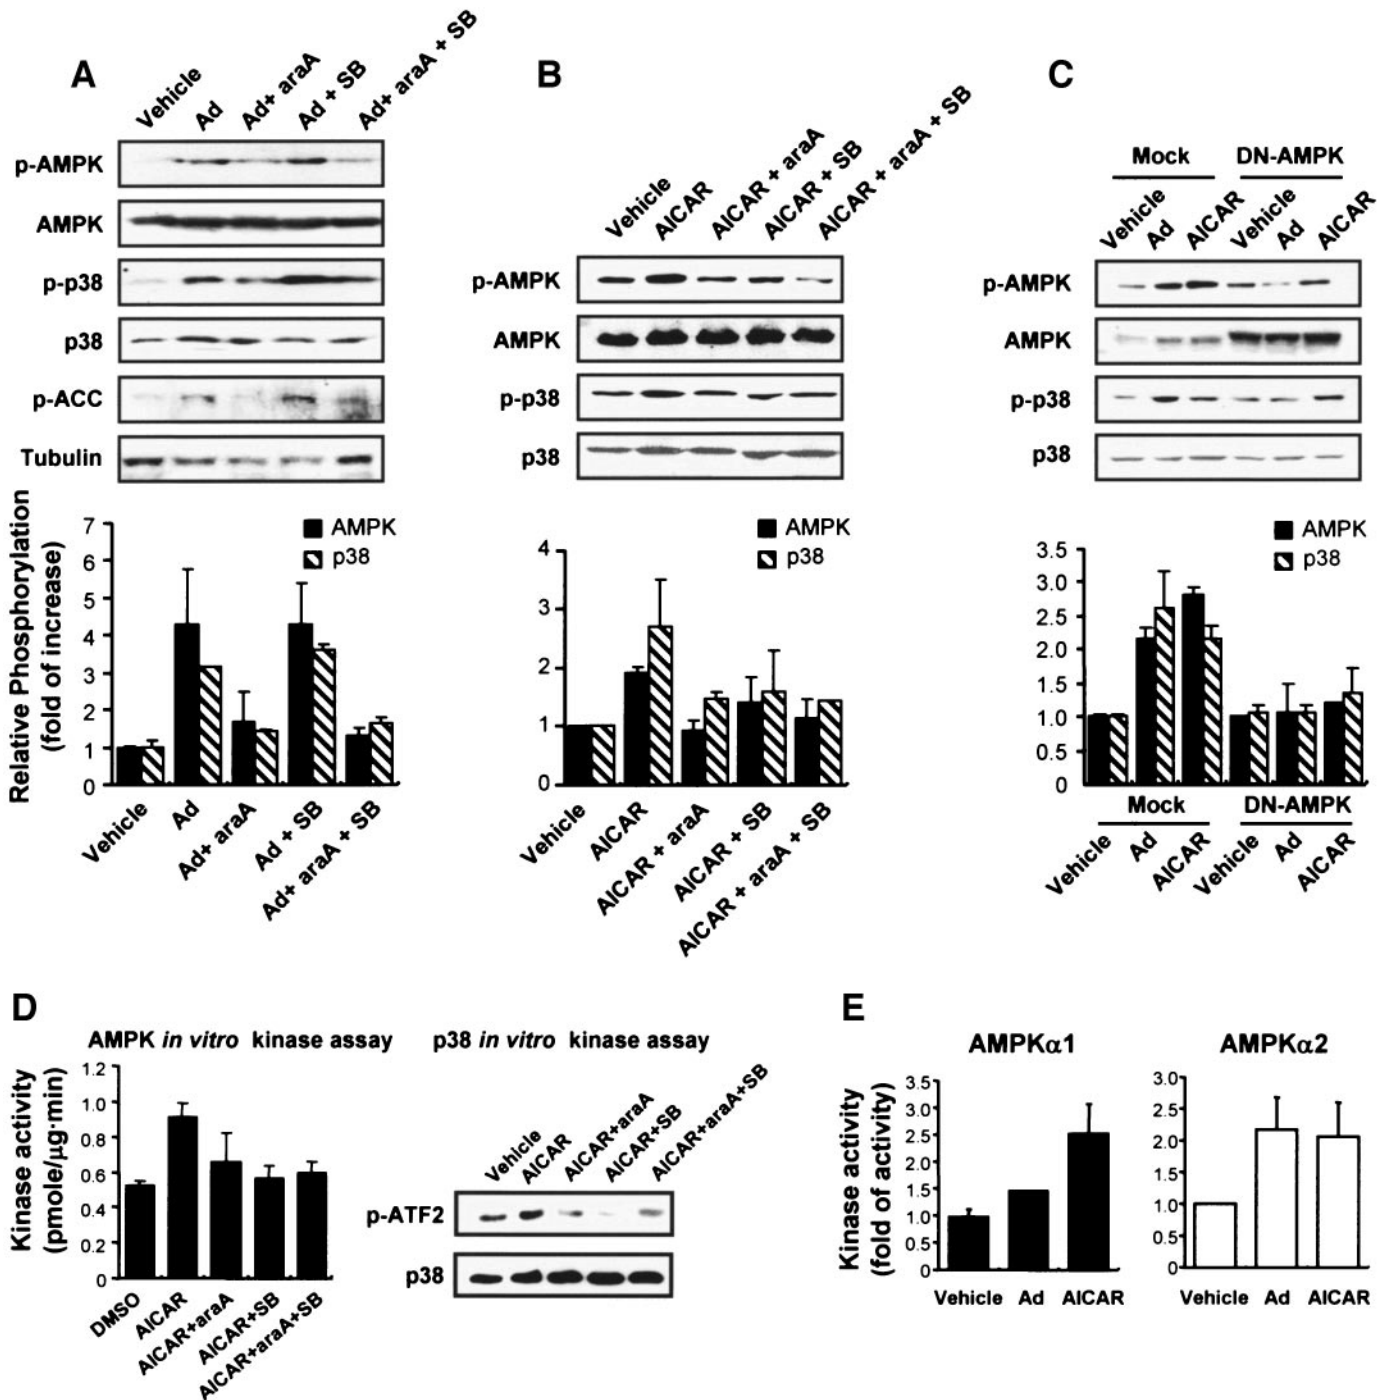 A
Vehicle
Ad
Ad+ araA
Ad + SB
Ad+ araA + SB
p-AMPK
AMPK
p-p38
p38
p-ACC
Tubulin
Relative Phosphorylation
(fold of increase)
7
6
5
4
3
2
1
0
AMPK
p38
Vehicle
Ad
Ad+ araA
Ad + SB
Ad+ araA + SB
B
Vehicle
AICAR
AICAR + araA
AICAR + SB
AICAR + araA + SB
p-AMPK
AMPK
p-p38
p38
4
3
2
1
0
AMPK
p38
Vehicle
AICAR
AICAR + araA
AICAR + SB
AICAR + araA + SB
C
Mock
DN-AMPK
Vehicle
Ad
AICAR
Vehicle
Ad
AICAR
p-AMPK
AMPK
p-p38
p38
3.5
3.0
2.5
2.0
1.5
1.0
0.5
0
AMPK
p38
Mock
DN-AMPK
Vehicle
Ad
AICAR
Vehicle
Ad
AICAR
D
AMPK in vitro kinase assay
Kinase activity
(pmole/μg·min)
1.2
1.0
0.8
0.6
0.4
0.2
0
DMSO
AICAR
AICAR+araA
AICAR+SB
AICAR+araA+SB
p38 in vitro kinase assay
Vehicle
AICAR
AICAR+araA
AICAR+SB
AICAR+araA+SB
p-ATF2
p38
E
AMPKα1
Kinase activity
(fold of activity)
3.5
3.0
2.5
1.5
1.0
0.5
0
Vehicle
Ad
AICAR
AMPKα2
3.0
2.5
2.0
1.0
0.5
0
Vehicle
Ad
AICAR